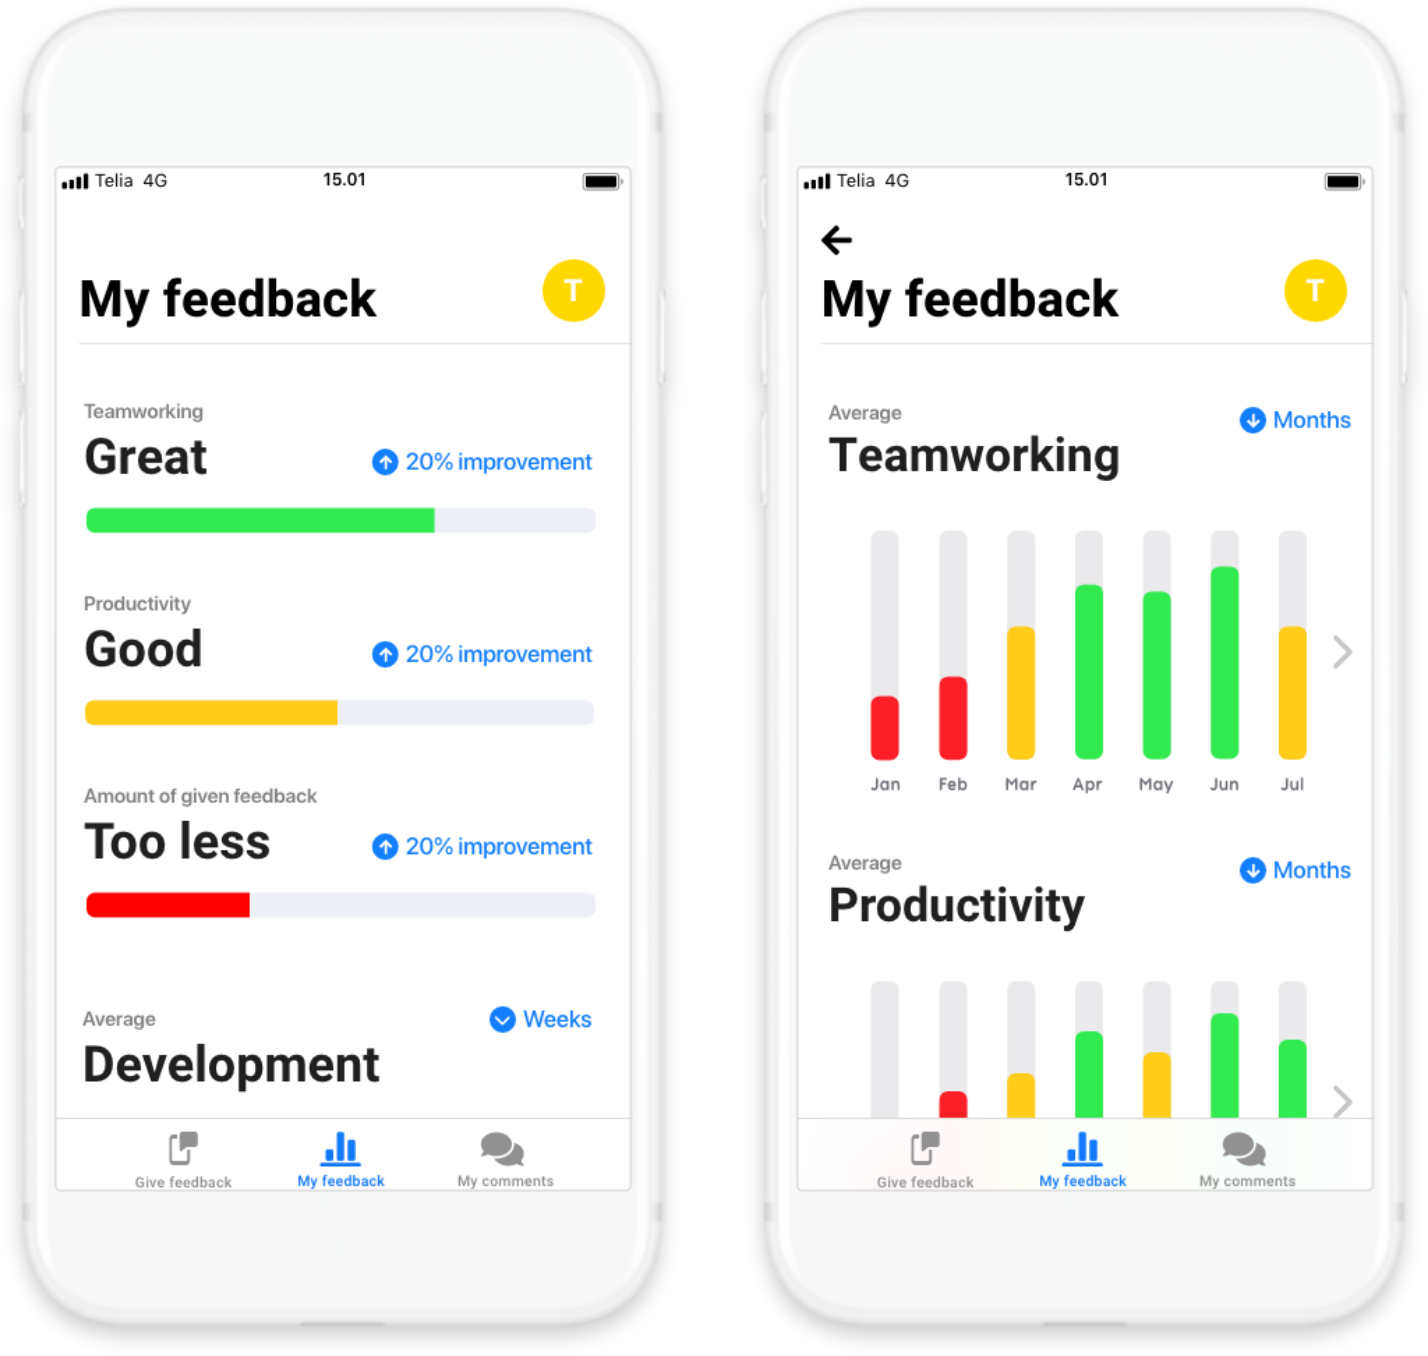 Telia 4G 15.01
My feedback T
Teamworking
Great 20% improvement
Productivity
Good 20% improvement
Amount of given feedback
Too less 20% improvement
Average Weeks
Development
Give feedback My feedback My comments
Telia 4G 15.01
My feedback T
Average Months
Teamworking
Jan Feb Mar Apr May Jun Jul
Average Months
Productivity
Give feedback My feedback My comments